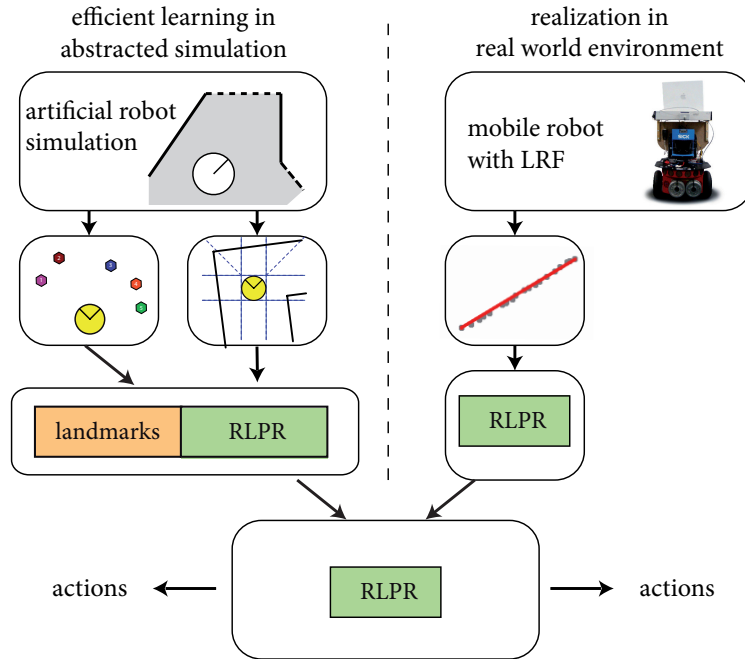 efficient learning in
abstracted simulation
realization in
real world environment
artificial robot
simulation
mobile robot
with LRF
landmarks
RLPR
RLPR
RLPR
actions
actions